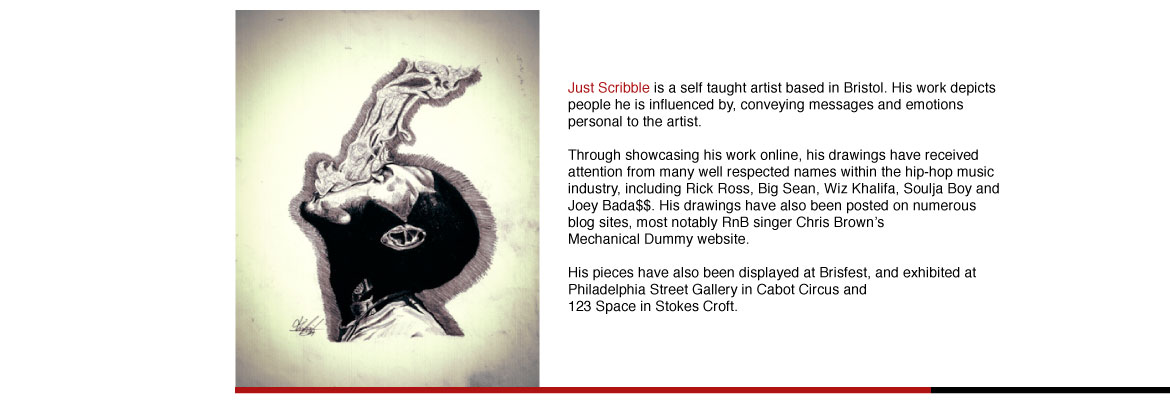 Just Scribble is a self taught artist based in Bristol. His work depicts
people he is influenced by, conveying messages and emotions
personal to the artist.
Through showcasing his work online, his drawings have received
attention from many well respected names within the hip-hop music
industry, including Rick Ross, Big Sean, Wiz Khalifa, Soulja Boy and
Joey Bada$$. His drawings have also been posted on numerous
blog sites, most notably RnB singer Chris Brown’s
Mechanical Dummy website.
His pieces have also been displayed at Brisfest, and exhibited at
Philadelphia Street Gallery in Cabot Circus and
123 Space in Stokes Croft.